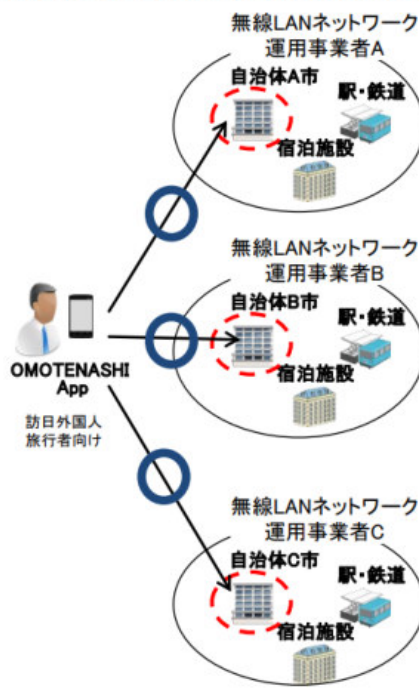 無線LANネットワーク
運用事業者A
自治体A市
駅・鉄道
宿泊施設
無線LANネットワーク
運用事業者B
自治体B市
駅・鉄道
宿泊施設
OMOTENASHI
App
訪日外国人
旅行者向け
無線LANネットワーク
運用事業者C
自治体C市
駅・鉄道
宿泊施設